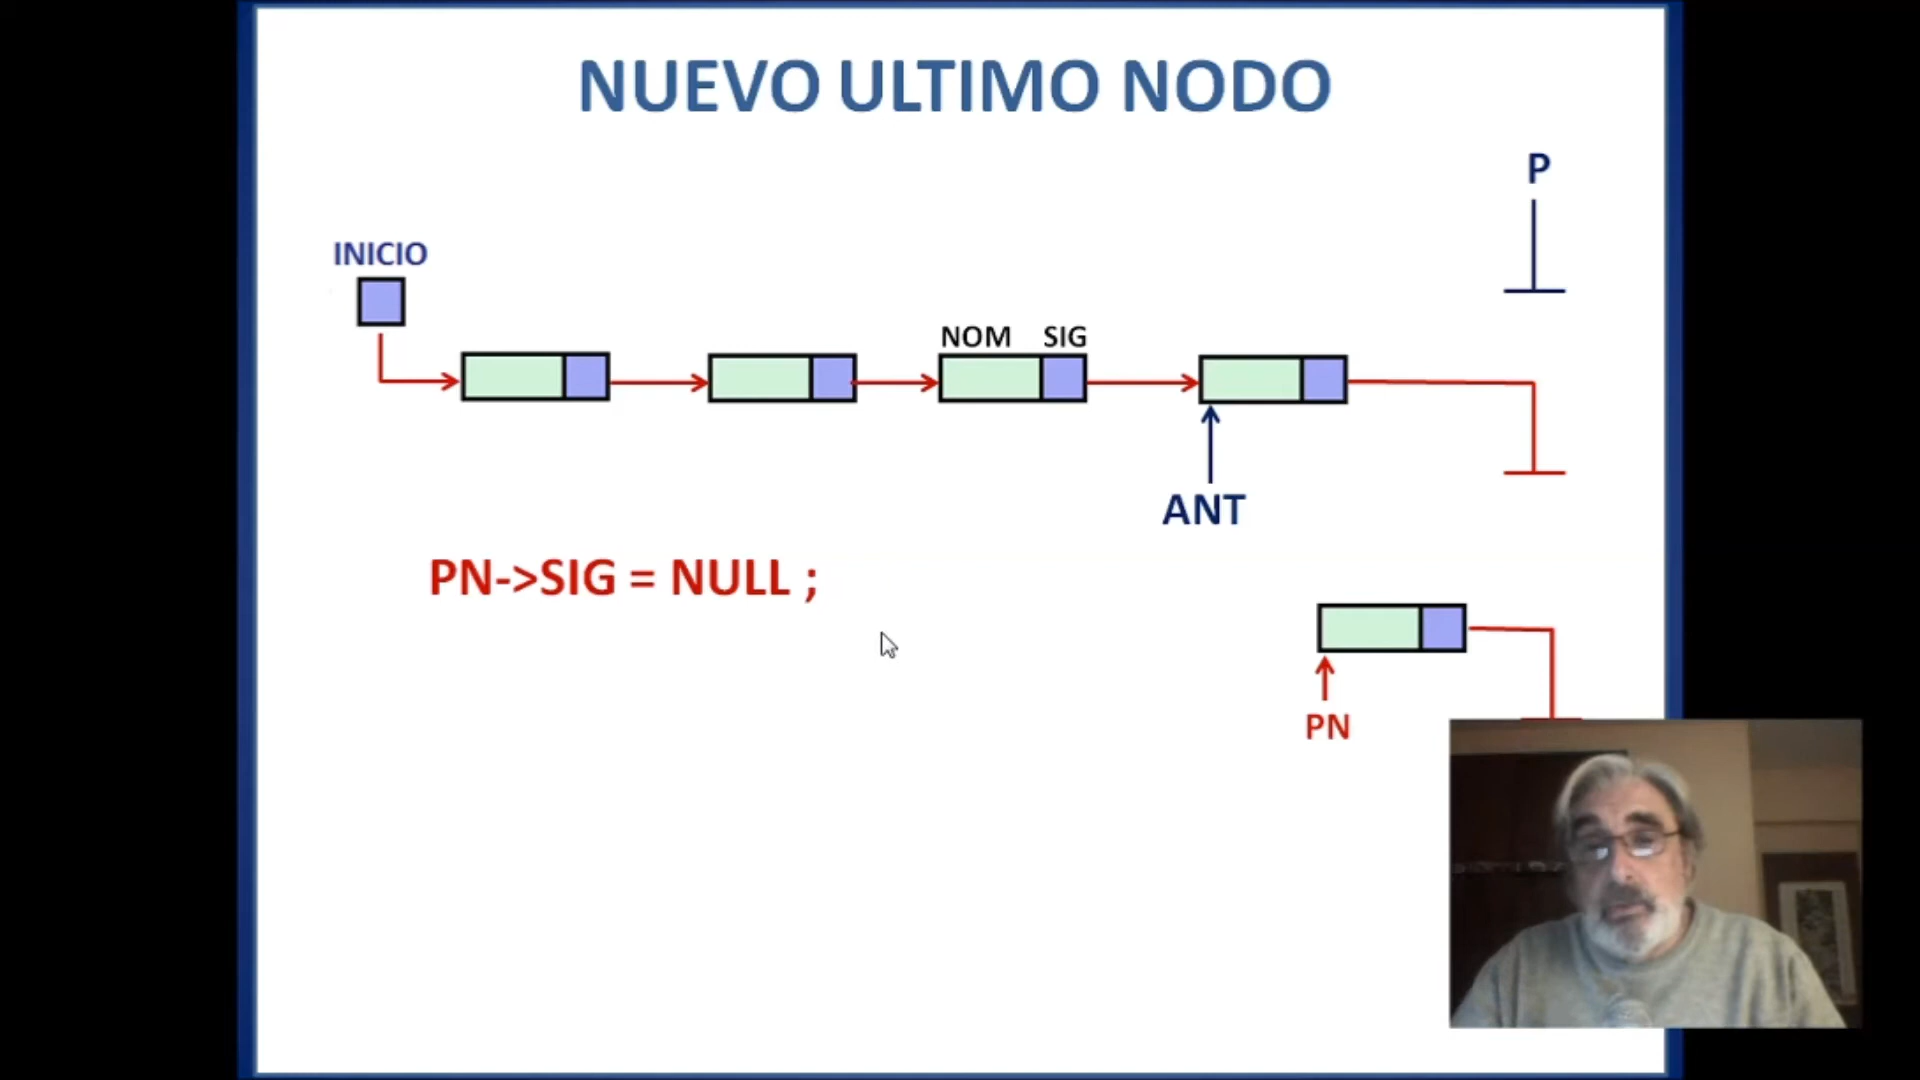 NUEVO ULTIMO NODO
P
INICIO
NOM SIG
ANT
PN->SIG = NULL ;
PN